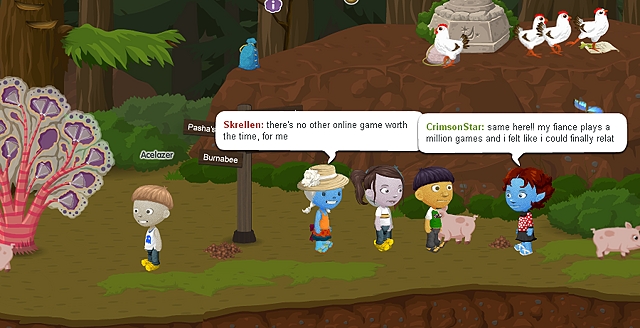 Skrellen: there's no other online game worth
the time, for me
CrimsonStar: same here!! my fiance plays a
million games and i felt like i could finally relat
Pasha's
Acelazer
Burnabee